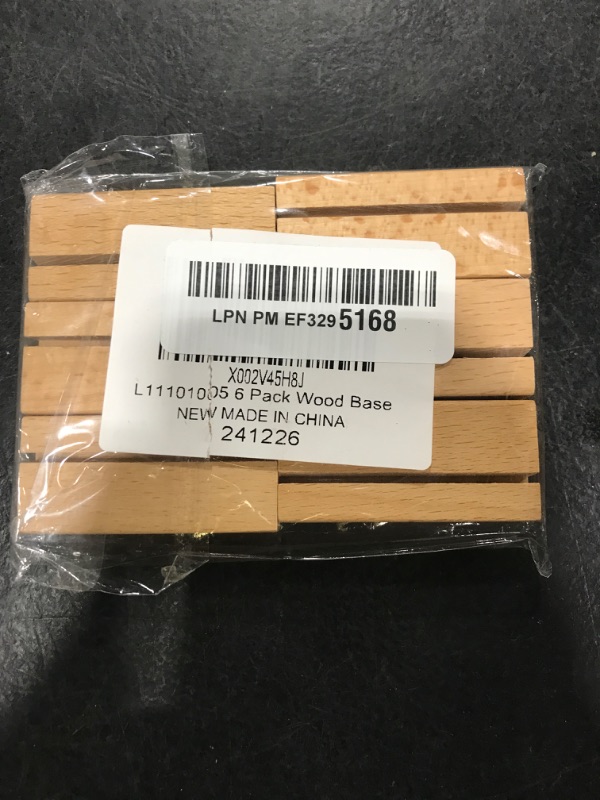 LPN PM EF329 5168
X002V45H8J
L11101005 6 Pack Wood Base
NEW MADE IN CHINA
241226